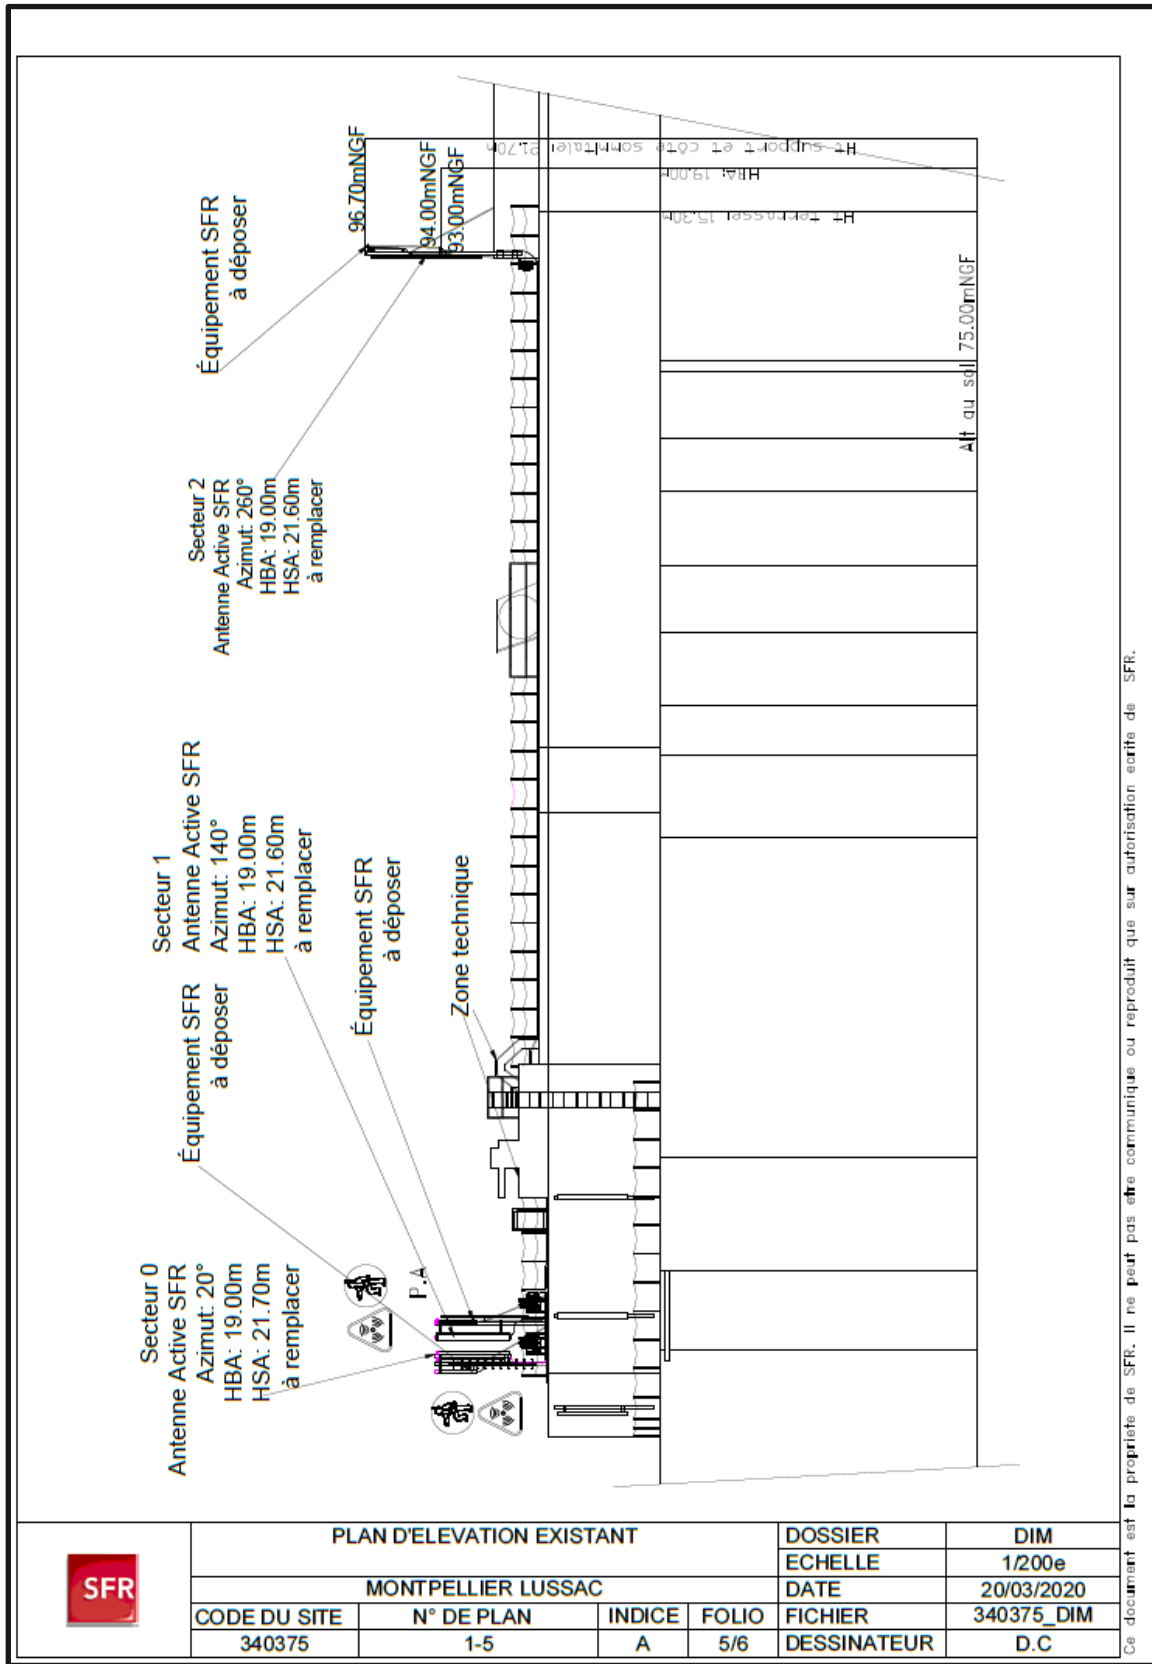 Secteur 0
Antenne Active SFR
Azimut: 20°
HBA: 19.00m
HSA: 21.70m
à remplacer
Équipement SFR
à déposer
Secteur 1
Antenne Active SFR
Azimut: 140°
HBA: 19.00m
HSA: 21.60m
à remplacer
Équipement SFR
à déposer
Zone technique
P.A
Secteur 2
Antenne Active SFR
Azimut: 260°
HBA: 19.00m
HSA: 21.60m
à remplacer
Équipement SFR
à déposer
96.70mNGF
94.00mNGF
93.00mNGF
Ht support et côte sommitale: 21.70m
HBA: 19.00m
Ht terrasse: 15.30m
Alt au sol 75.00mNGF
SFR
PLAN D'ELEVATION EXISTANT
MONTPELLIER LUSSAC
CODE DU SITE N° DE PLAN INDICE FOLIO
340375 1-5 A 5/6
DOSSIER DIM
ECHELLE 1/200e
DATE 20/03/2020
FICHIER 340375_DIM
DESSINATEUR D.C
Ce document est la propriete de SFR. Il ne peut pas etre communique ou reproduit que sur autorisation ecrite de SFR.